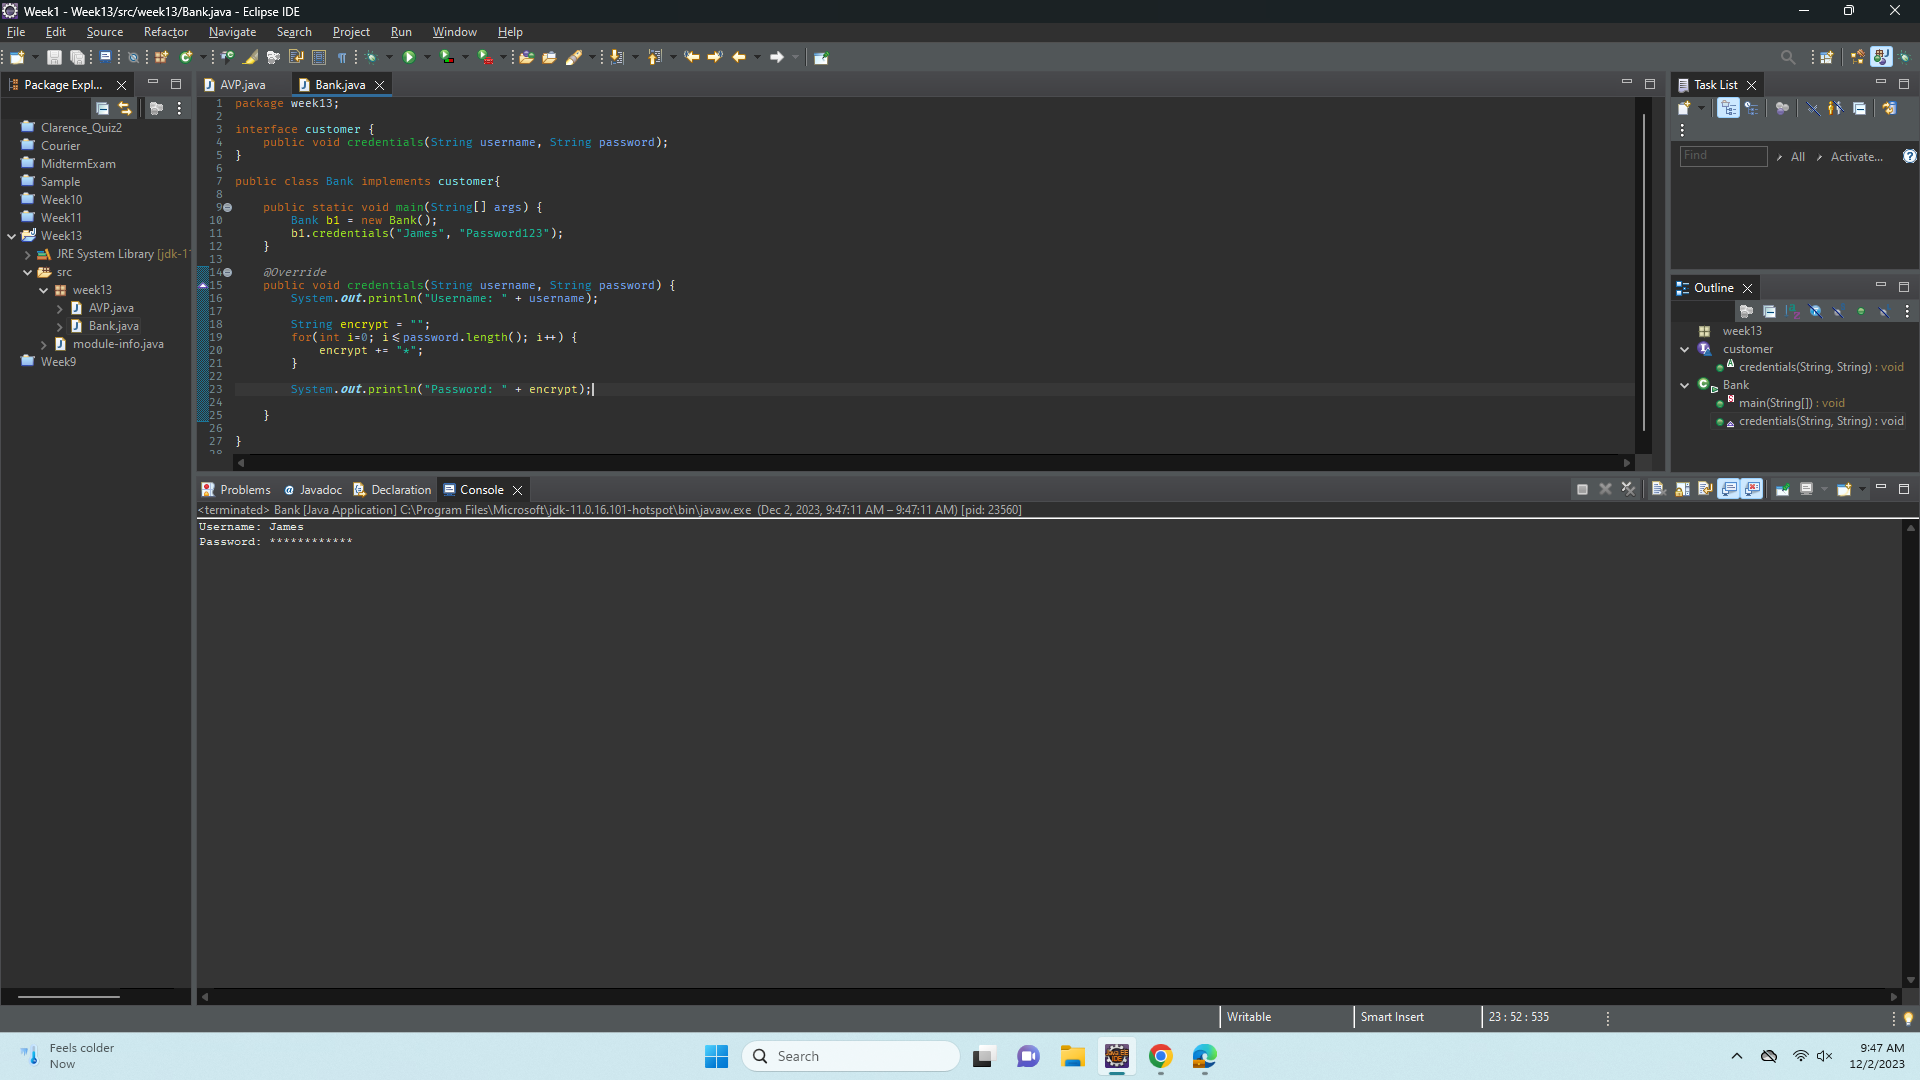 Week1 - Week13/src/week13/Bank.java - Eclipse IDE
File Edit Source Refactor Navigate Search Project Run Window Help
Package Expl...
Clarence_Quiz2
Courier
MidtermExam
Sample
Week10
Week11
Week13
JRE System Library [jdk-1
src
week13
AVP.java
Bank.java
module-info.java
Week9
AVP.java Bank.java
1 package week13;
2
3 interface customer {
4 public void credentials(String username, String password);
5 }
6
7 public class Bank implements customer{
8
9 public static void main(String[] args) {
10 Bank b1 = new Bank();
11 b1.credentials("James", "Password123");
12 }
13
14 @Override
15 public void credentials(String username, String password) {
16 System.out.println("Username: " + username);
17
18 String encrypt = "";
19 for(int i=0; i≤password.length(); i++) {
20 encrypt += "*";
21 }
22
23 System.out.println("Password: " + encrypt);
24
25 }
26
27 }
28
Task List
Find All Activate...
Outline
week13
customer
credentials(String, String) : void
Bank
main(String[]) : void
credentials(String, String) : void
Problems Javadoc Declaration Console
<terminated> Bank [Java Application] C:\Program Files\Microsoft\jdk-11.0.16.101-hotspot\bin\javaw.exe (Dec 2, 2023, 9:47:11 AM – 9:47:11 AM) [pid: 23560]
Username: James
Password: ************
Writable Smart Insert 23 : 52 : 535
Feels colder
Now
Search
9:47 AM
12/2/2023